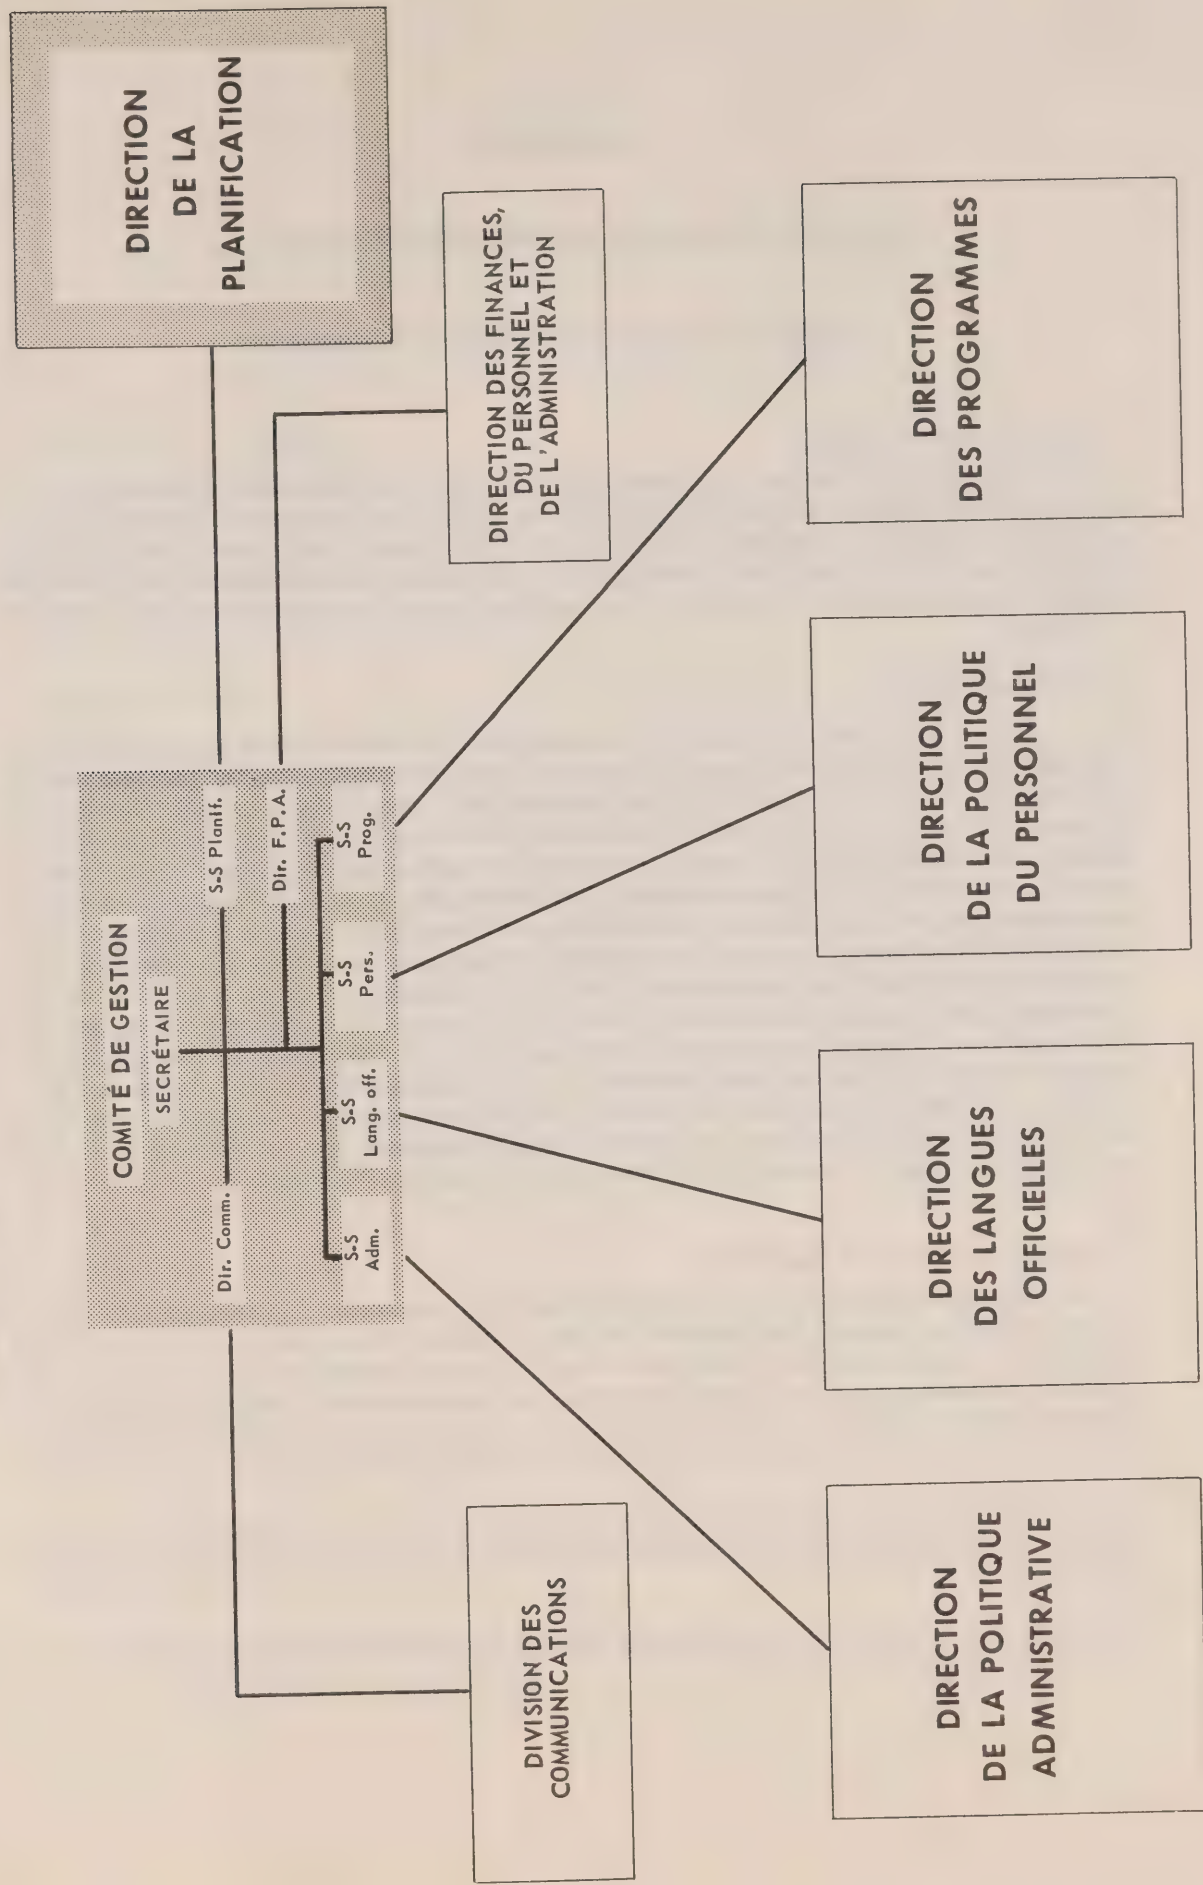 COMITÉ DE GESTION
SECRÉTAIRE
Dir. Comm.
S-S Planif.
Dir. F.P.A.
S-S
Adm.
S-S
Lang. off.
S-S
Pers.
S-S
Prog.
DIRECTION
DE LA
PLANIFICATION
DIVISION DES
COMMUNICATIONS
DIRECTION DES FINANCES,
DU PERSONNEL ET
DE L'ADMINISTRATION
DIRECTION
DE LA POLITIQUE
ADMINISTRATIVE
DIRECTION
DES LANGUES
OFFICIELLES
DIRECTION
DE LA POLITIQUE
DU PERSONNEL
DIRECTION
DES PROGRAMMES